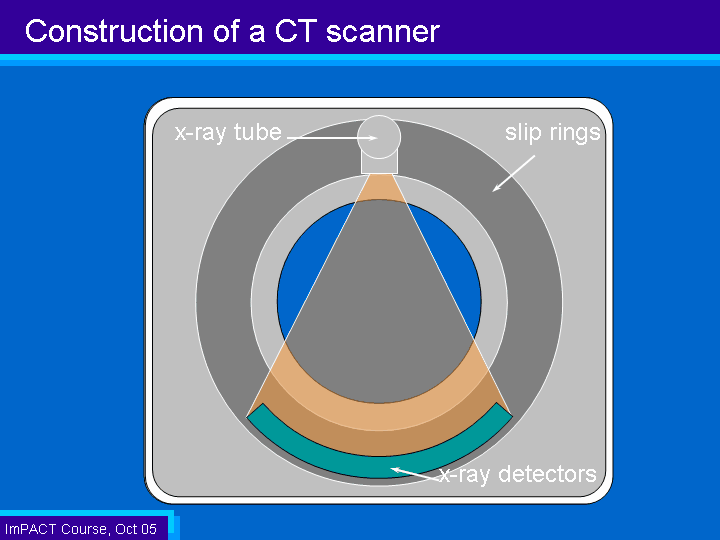 Construction of a CT scanner
x-ray tube
slip rings
x-ray detectors
ImPACT Course, Oct 05